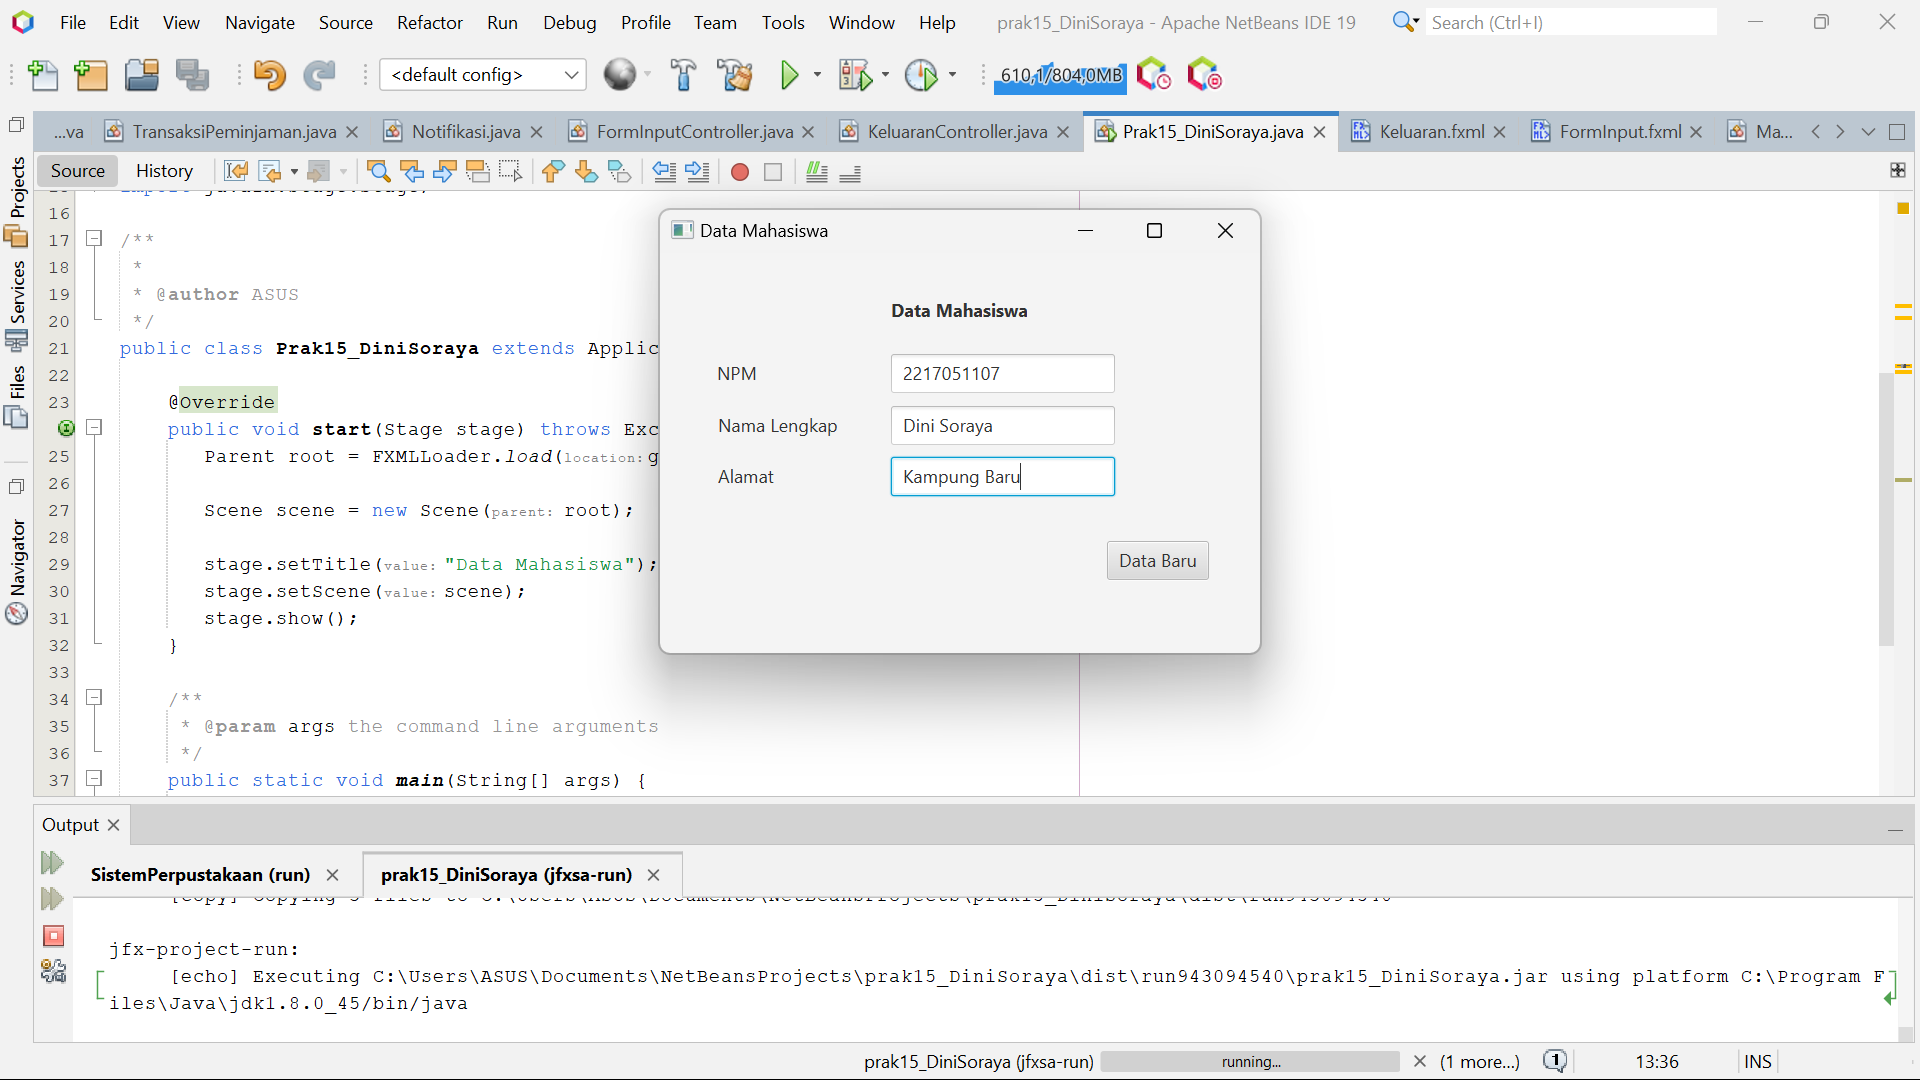 File Edit View Navigate Source Refactor Run Debug Profile Team Tools Window Help prak15_DiniSoraya - Apache NetBeans IDE 19 Search (Ctrl+I)
<default config> 610,1/804,0MB
...va TransaksiPeminjaman.java Notifikasi.java FormInputController.java KeluaranController.java Prak15_DiniSoraya.java Keluaran.fxml FormInput.fxml Ma...
Source History
Projects
Services
Files
Navigator
16
17 /**
18 *
19 * @author ASUS
20 */
21 public class Prak15_DiniSoraya extends Applic
22
23 @Override
public void start(Stage stage) throws Exc
25 Parent root = FXMLLoader.load(location: g
26
27 Scene scene = new Scene(parent: root);
28
29 stage.setTitle(value: "Data Mahasiswa");
30 stage.setScene(value: scene);
31 stage.show();
32 }
33
34 /**
35 * @param args the command line arguments
36 */
37 public static void main(String[] args) {
Data Mahasiswa
Data Mahasiswa
NPM 2217051107
Nama Lengkap Dini Soraya
Alamat Kampung Baru
Data Baru
Output
SistemPerpustakaan (run) prak15_DiniSoraya (jfxsa-run)
jfx-project-run:
[echo] Executing C:\Users\ASUS\Documents\NetBeansProjects\prak15_DiniSoraya\dist\run943094540\prak15_DiniSoraya.jar using platform C:\Program F
iles\Java\jdk1.8.0_45/bin/java
prak15_DiniSoraya (jfxsa-run) running... (1 more...) 1 13:36 INS